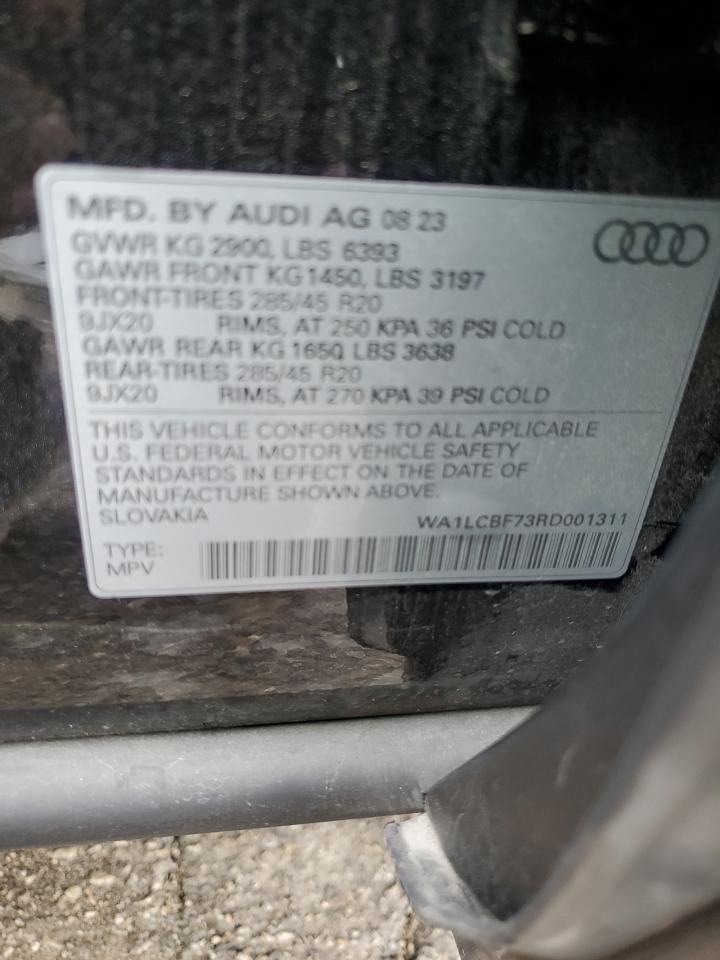 MFD. BY AUDI AG 08 23
GVWR KG 2900, LBS 6393
GAWR FRONT KG 1450, LBS 3197
FRONT-TIRES 285/45 R20
9JX20 RIMS, AT 250 KPA 36 PSI COLD
GAWR REAR KG 1650, LBS 3638
REAR-TIRES 285/45 R20
9JX20 RIMS, AT 270 KPA 39 PSI COLD
THIS VEHICLE CONFORMS TO ALL APPLICABLE
U.S. FEDERAL MOTOR VEHICLE SAFETY
STANDARDS IN EFFECT ON THE DATE OF
MANUFACTURE SHOWN ABOVE.
SLOVAKIA WA1LCBF73RD001311
TYPE:
MPV